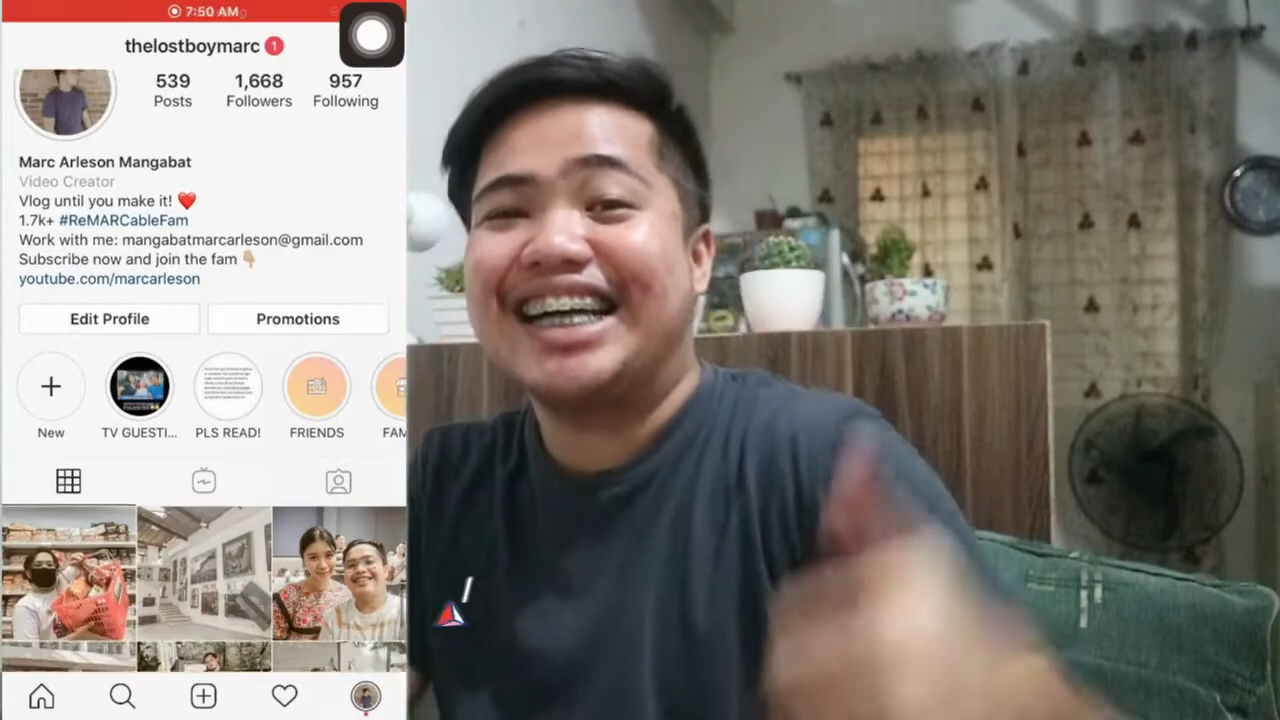 7:50 AM
thelostboymarc 1
539 1,668 957
Posts Followers Following
Marc Arleson Mangabat
Video Creator
Vlog until you make it! ❤️
1.7k+ #ReMARCableFam
Work with me: mangabatmarcarleson@gmail.com
Subscribe now and join the fam 👇🏼
youtube.com/marcarleson
Edit Profile Promotions
New TV GUESTI... PLS READ! FRIENDS FAM